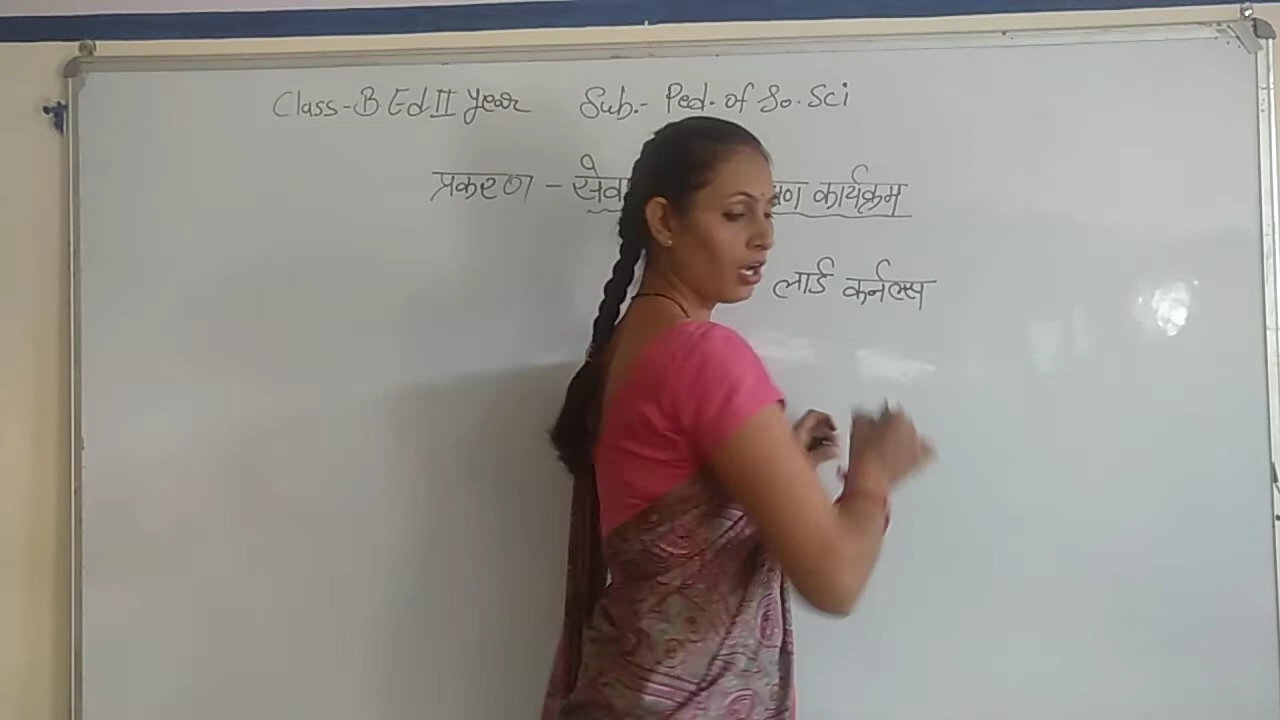 Class-B.Ed II Year Sub.- Ped. of So. Sci
प्रकरण - कार्यक्रम
लार्ड कर्नल्स